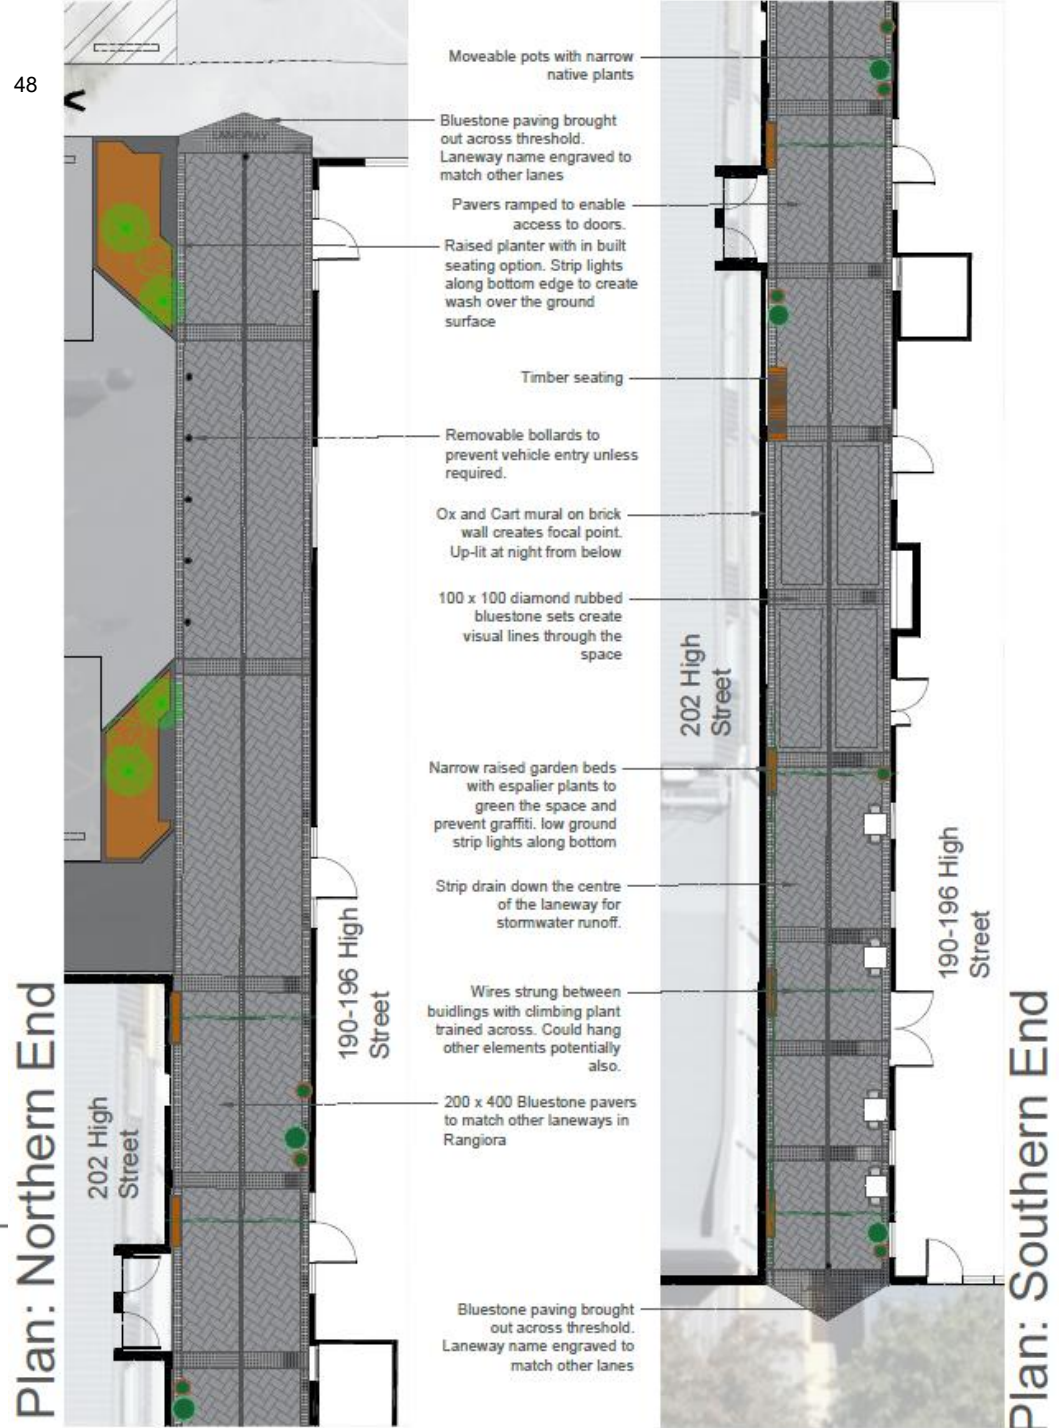 48
Moveable pots with narrow
native plants
Bluestone paving brought
out across threshold.
Laneway name engraved to
match other lanes
Pavers ramped to enable
access to doors.
Raised planter with in built
seating option. Strip lights
along bottom edge to create
wash over the ground
surface
Timber seating
Removable bollards to
prevent vehicle entry unless
required.
Ox and Cart mural on brick
wall creates focal point.
Up-lit at night from below
100 x 100 diamond rubbed
bluestone sets create
visual lines through the
space
Narrow raised garden beds
with espalier plants to
green the space and
prevent graffiti. low ground
strip lights along bottom
Strip drain down the centre
of the laneway for
stormwater runoff.
Wires strung between
buidlings with climbing plant
trained across. Could hang
other elements potentially
also.
200 x 400 Bluestone pavers
to match other laneways in
Rangiora
Bluestone paving brought
out across threshold.
Laneway name engraved to
match other lanes
202 High
Street
190-196 High
Street
Plan: Northern End
202 High
Street
190-196 High
Street
Plan: Southern End